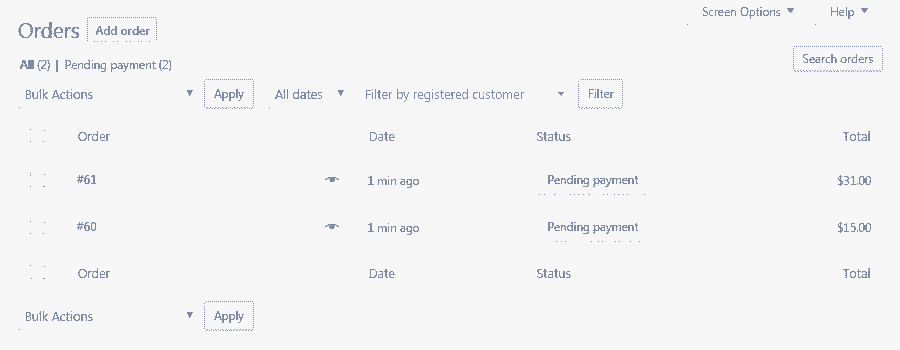 Screen Options ▼ Help ▼
Orders Add order
Search orders
All (2) | Pending payment (2)
Bulk Actions ▼ Apply All dates ▼ Filter by registered customer ▼ Filter
Order Date Status Total
#61 1 min ago Pending payment $31.00
#60 1 min ago Pending payment $15.00
Order Date Status Total
Bulk Actions ▼ Apply